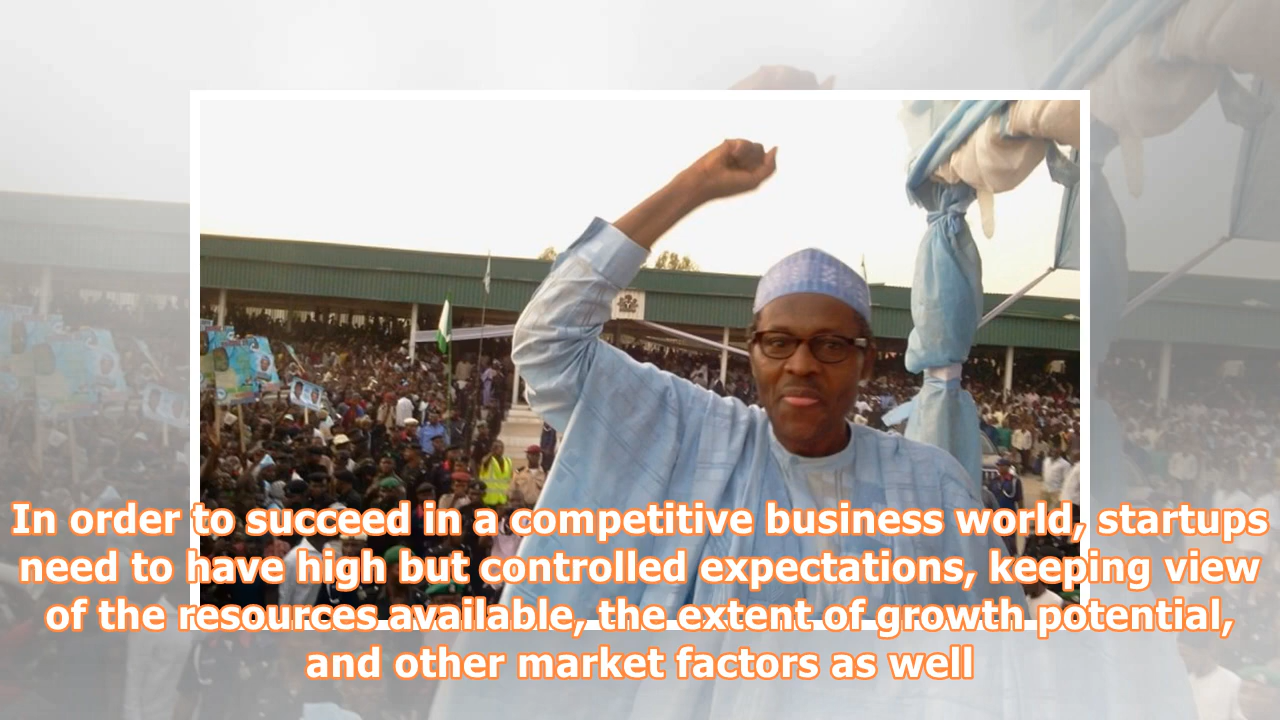 In order to succeed in a competitive business world, startups
need to have high but controlled expectations, keeping view
of the resources available, the extent of growth potential,
and other market factors as well